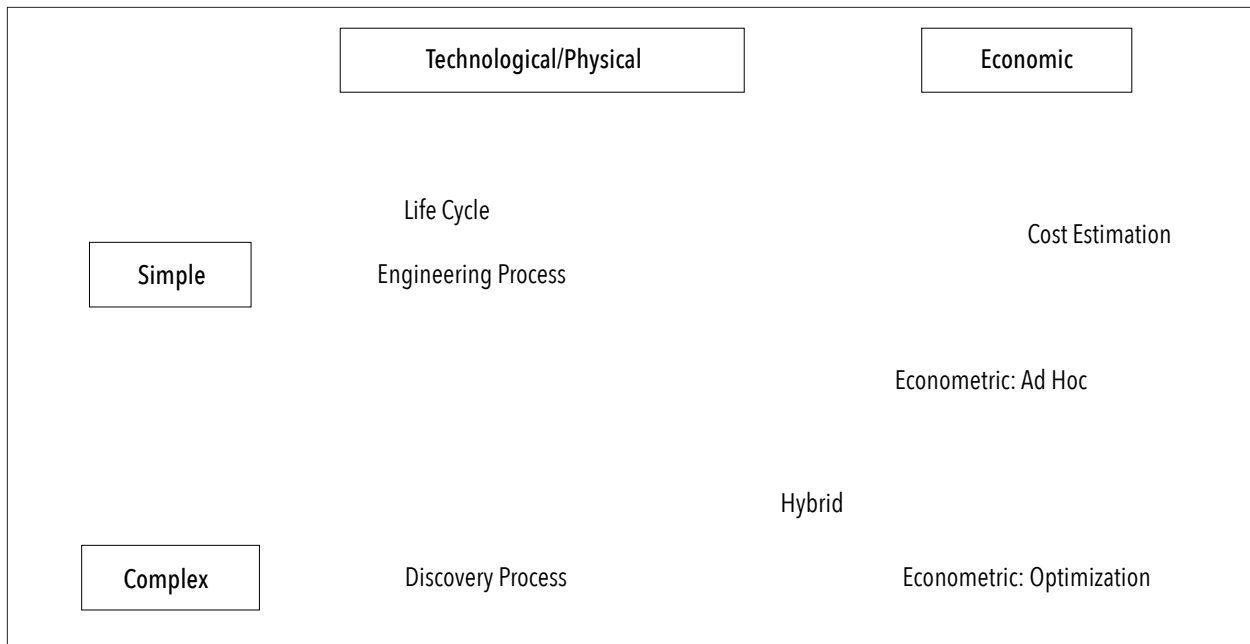 Technological/Physical
Economic
Life Cycle
Cost Estimation
Simple
Engineering Process
Econometric: Ad Hoc
Hybrid
Complex
Discovery Process
Econometric: Optimization